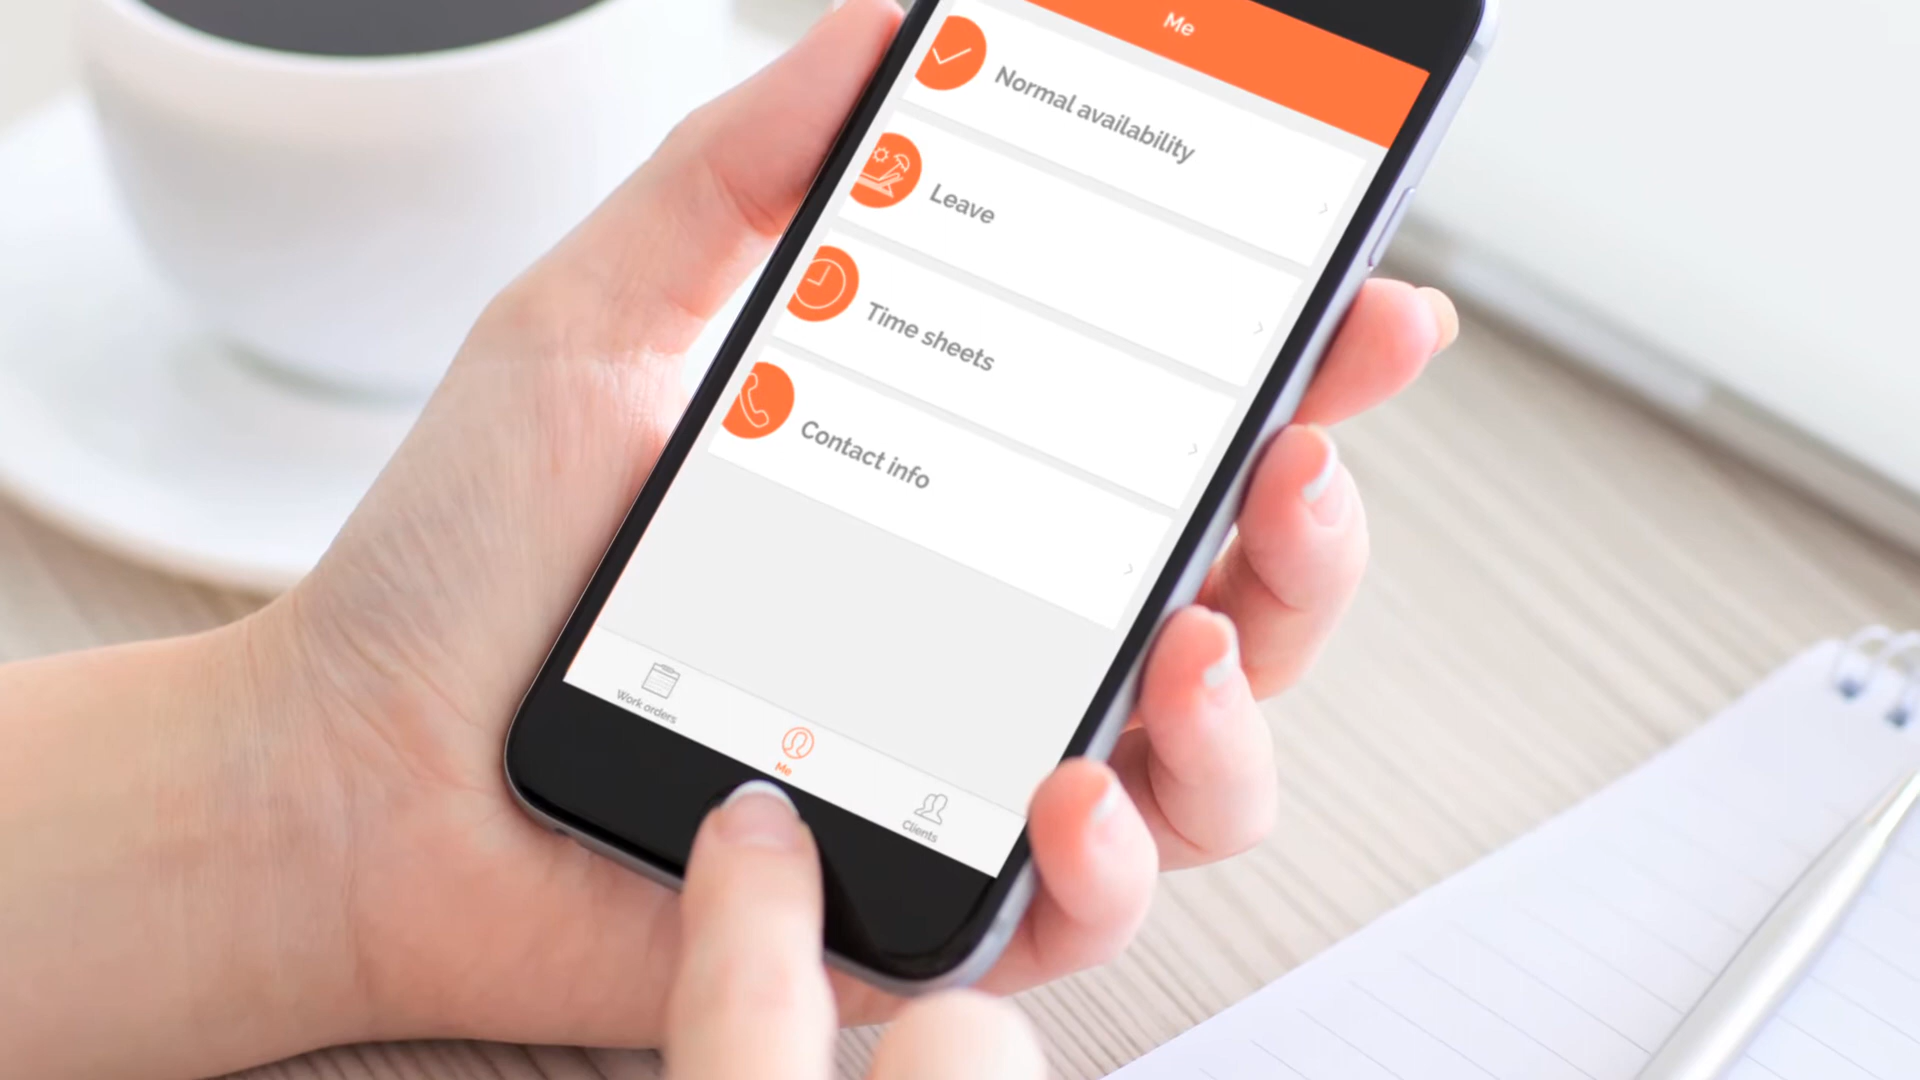 Me
Normal availability
Leave
Time sheets
Contact info
Work orders
Me
Clients